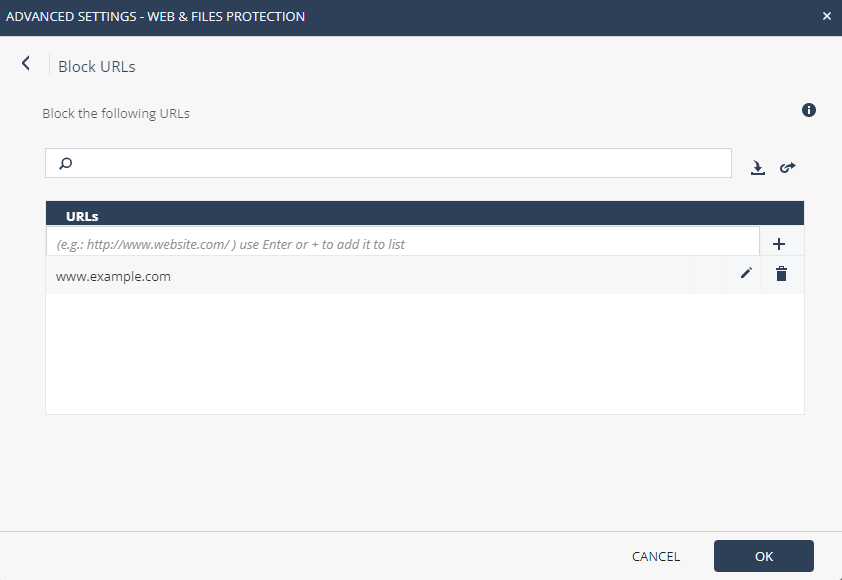 ADVANCED SETTINGS - WEB & FILES PROTECTION
Block URLs
Block the following URLs
URLs
(e.g.: http://www.website.com/ ) use Enter or + to add it to list
www.example.com
CANCEL
OK